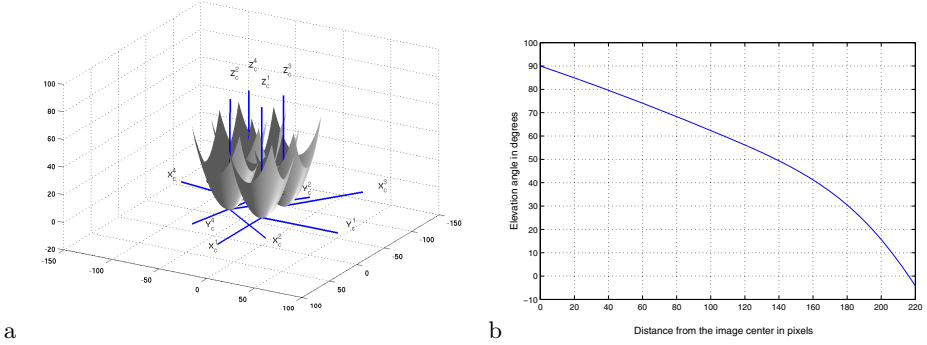 Z_c^4
Z_c^2
Z_c^3
Z_c^1
X_c^4
Y_c^2
X_c^3
Y_c^4
Y_c^1
X_c^2
100
80
60
40
20
0
-20
-150
-100
-50
0
50
100
100
50
0
-50
-100
-150
a
100
90
80
70
60
50
40
30
20
10
0
−10
0 20 40 60 80 100 120 140 160 180 200 220
Elevation angle in degrees
Distance from the image center in pixels
b